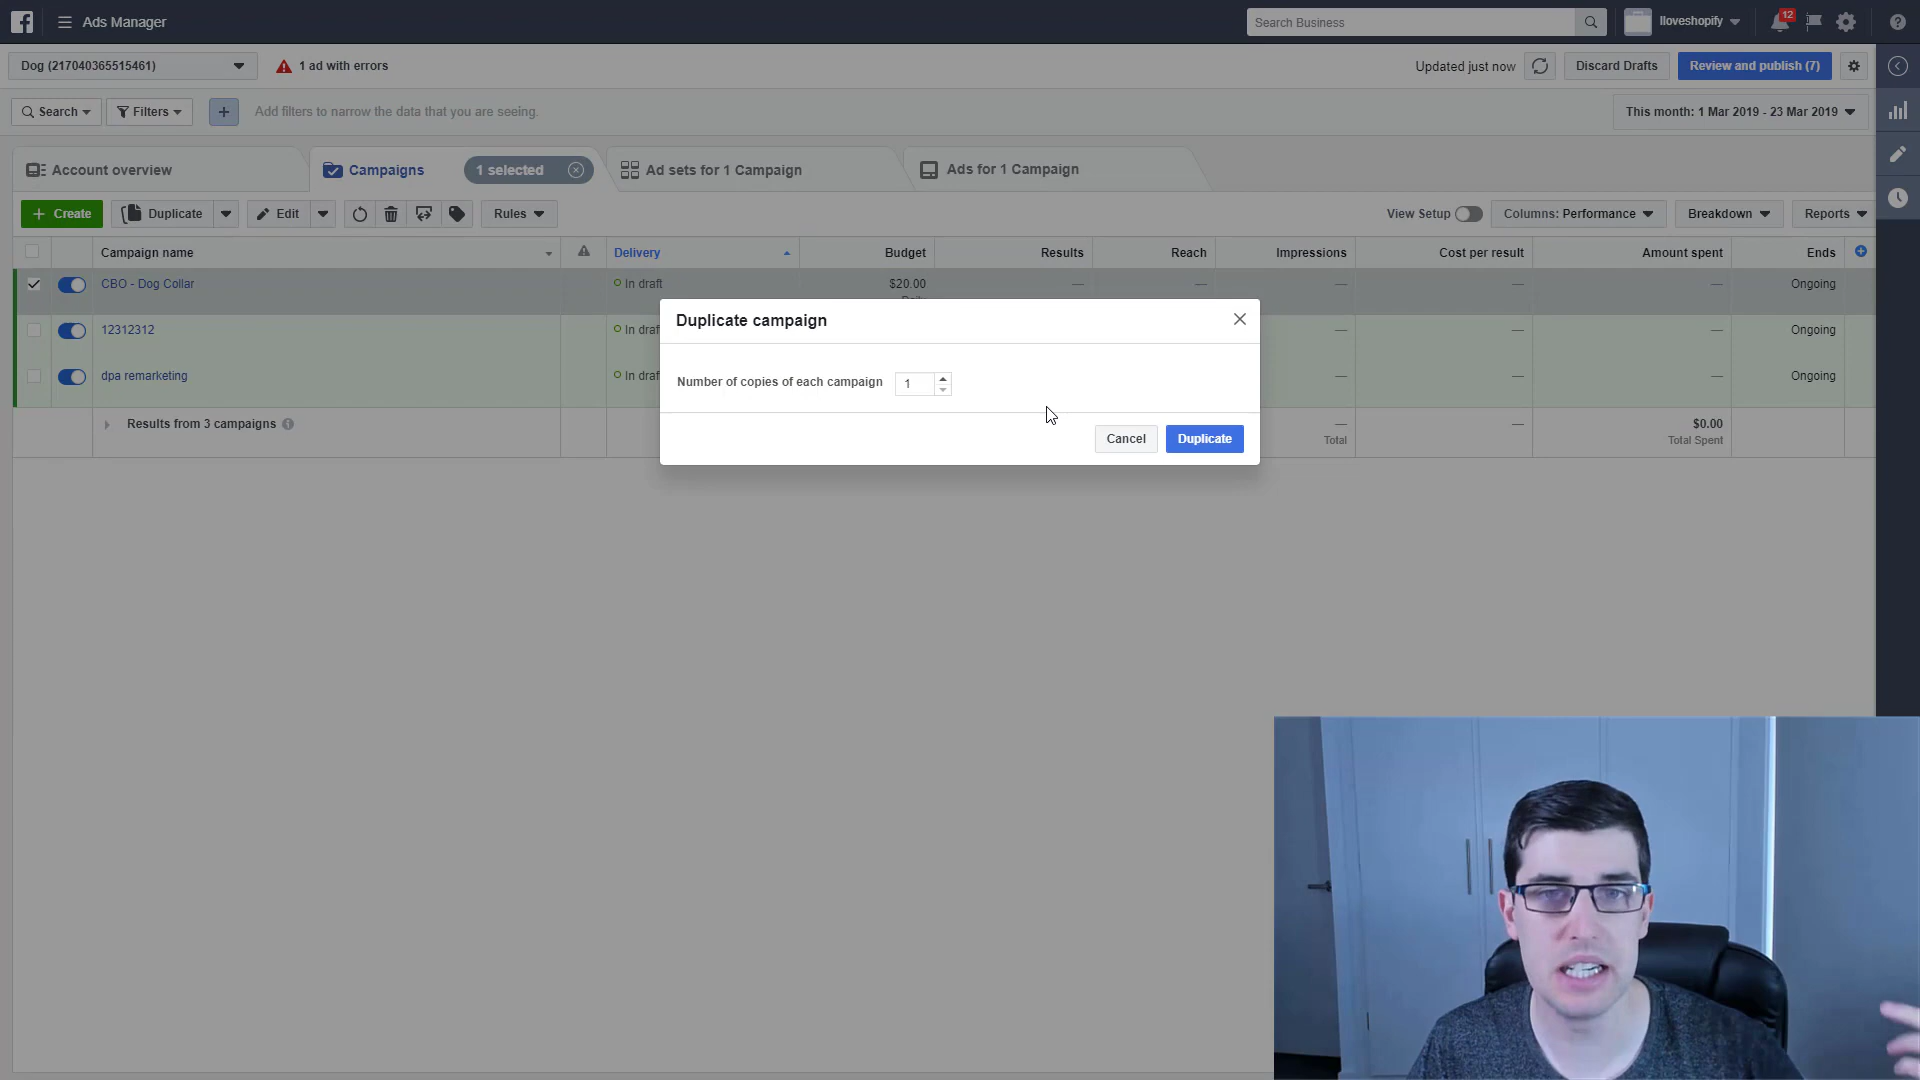 Ads Manager
Search Business
Iloveshopify
12
Dog (217040365515461)
1 ad with errors
Updated just now
Discard Drafts
Review and publish (7)
Search
Filters
Add filters to narrow the data that you are seeing.
This month: 1 Mar 2019 - 23 Mar 2019
Account overview
Campaigns
1 selected
Ad sets for 1 Campaign
Ads for 1 Campaign
+ Create
Duplicate
Edit
Rules
View Setup
Columns: Performance
Breakdown
Reports
Campaign name
Delivery
Budget
Results
Reach
Impressions
Cost per result
Amount spent
Ends
CBO - Dog Collar
In draft
$20.00
— — — — —
Ongoing
12312312
In draf
— — —
Ongoing
dpa remarketing
In draf
— — —
Ongoing
Results from 3 campaigns
—
Total
—
$0.00
Total Spent
Duplicate campaign
Number of copies of each campaign
1
Cancel
Duplicate